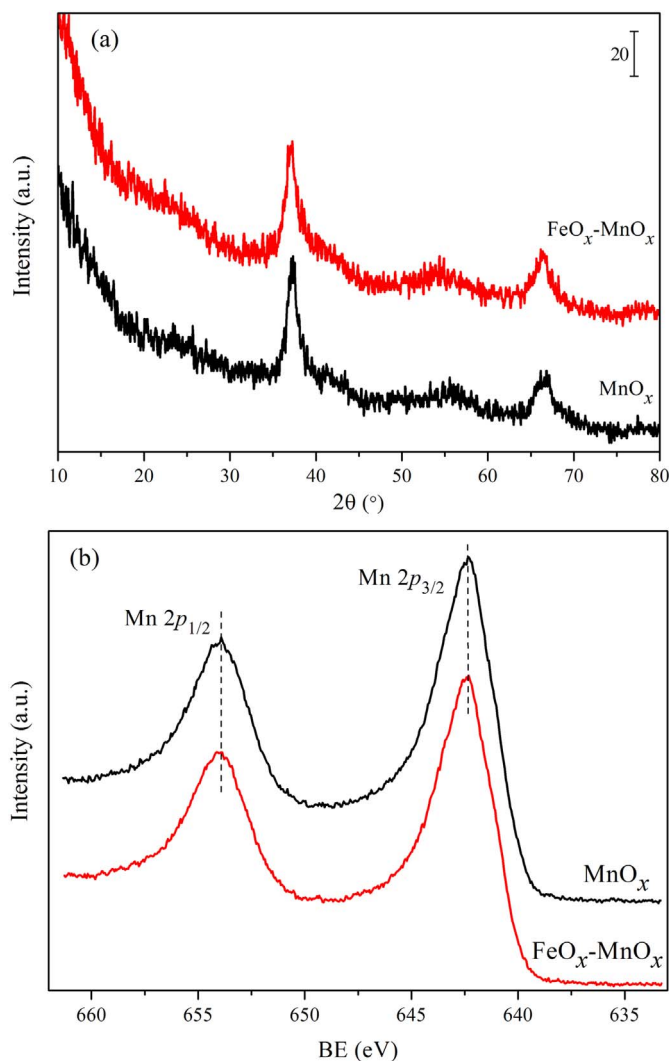 (a)
20
Intensity (a.u.)
FeOx-MnOx
MnOx
10 20 30 40 50 60 70 80
2θ (°)
(b)
Mn 2p3/2
Mn 2p1/2
Intensity (a.u.)
MnOx
FeOx-MnOx
660 655 650 645 640 635
BE (eV)